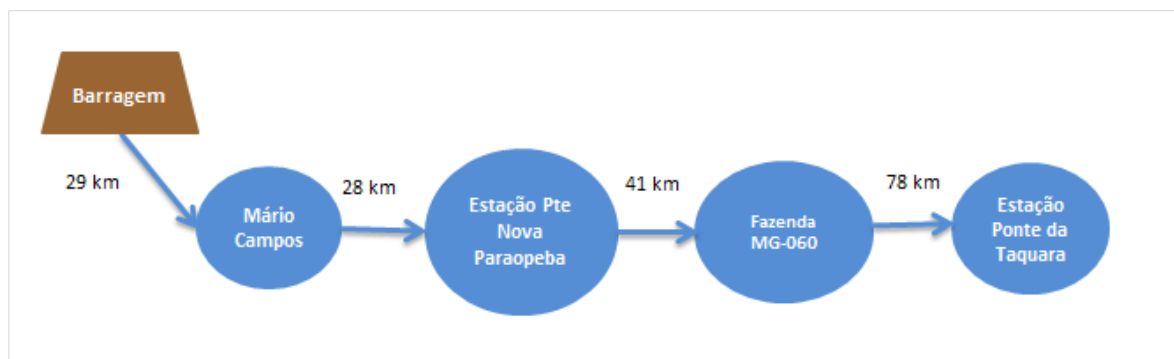 Barragem
29 km
Mário
Campos
28 km
Estação Pte
Nova
Paraopeba
41 km
Fazenda
MG-060
78 km
Estação
Ponte da
Taquara